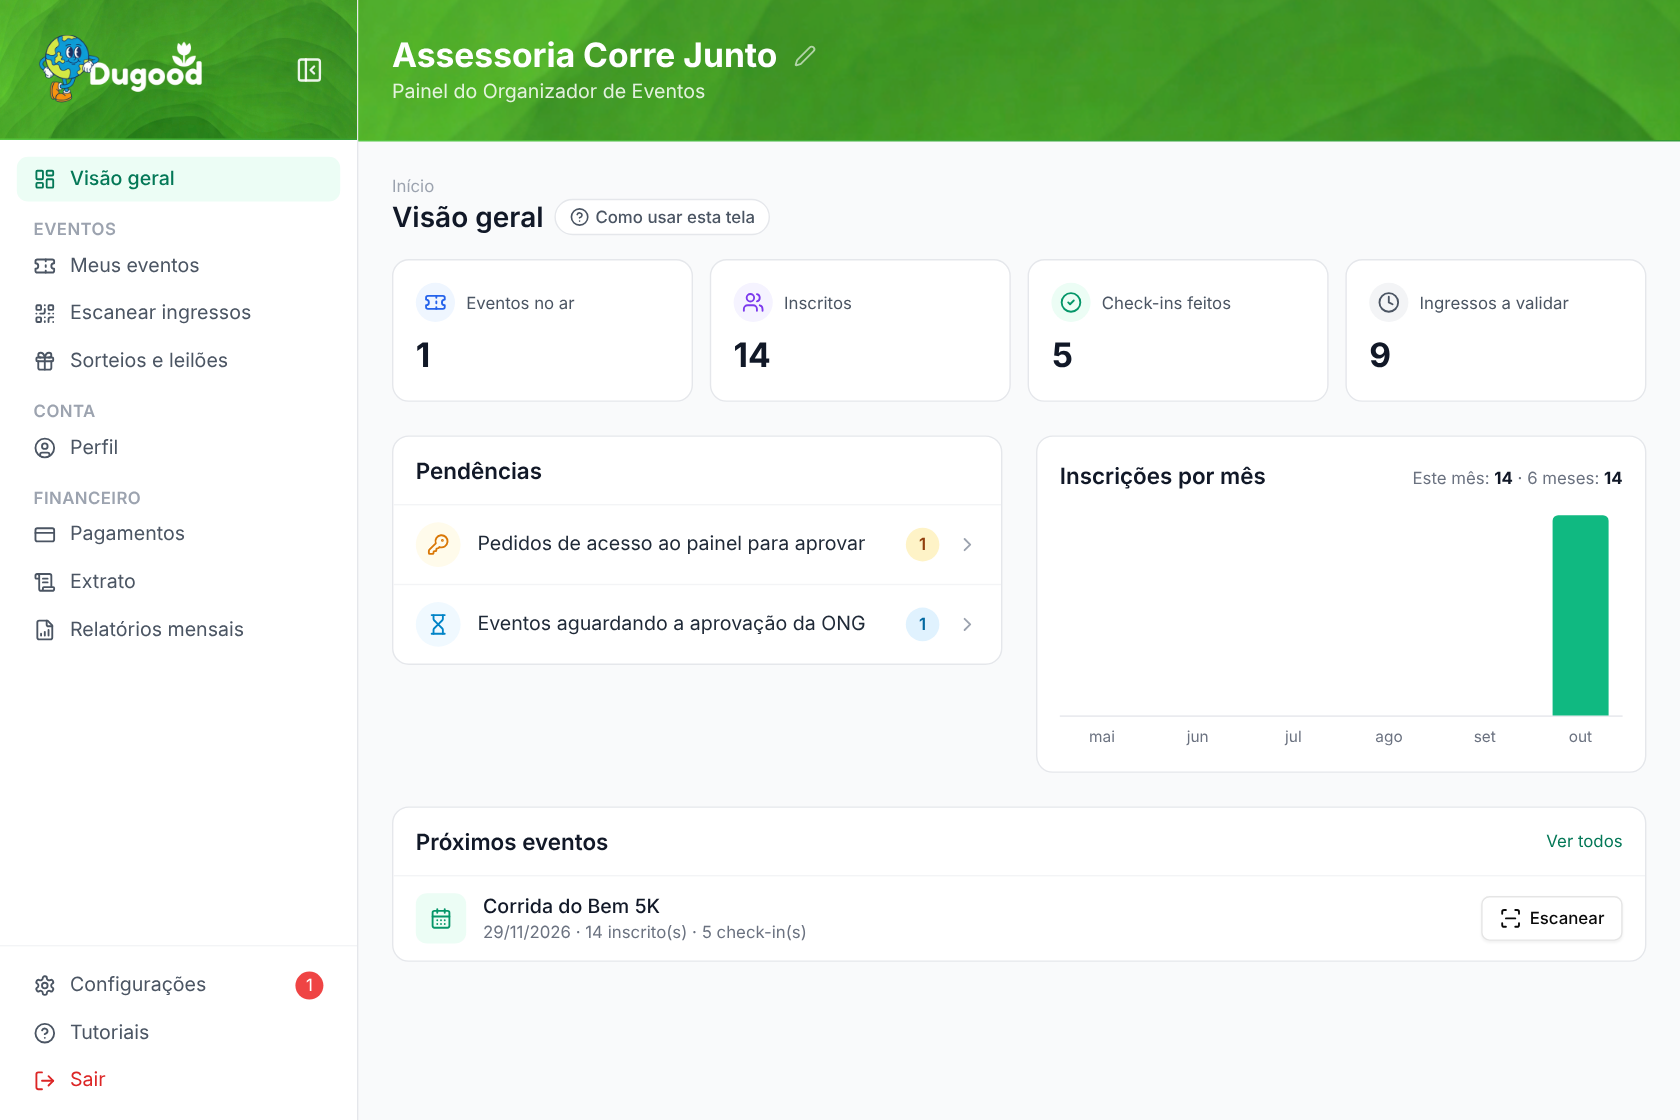 Dugood
Assessoria Corre Junto
Painel do Organizador de Eventos
Visão geral
EVENTOS
Meus eventos
Escanear ingressos
Sorteios e leilões
CONTA
Perfil
FINANCEIRO
Pagamentos
Extrato
Relatórios mensais
Configurações 1
Tutoriais
Sair
Início
Visão geral
Como usar esta tela
Eventos no ar
1
Inscritos
14
Check-ins feitos
5
Ingressos a validar
9
Pendências
Pedidos de acesso ao painel para aprovar 1
Eventos aguardando a aprovação da ONG 1
Inscrições por mês
Este mês: 14 · 6 meses: 14
mai jun jul ago set out
Próximos eventos
Ver todos
Corrida do Bem 5K
29/11/2026 · 14 inscrito(s) · 5 check-in(s)
Escanear